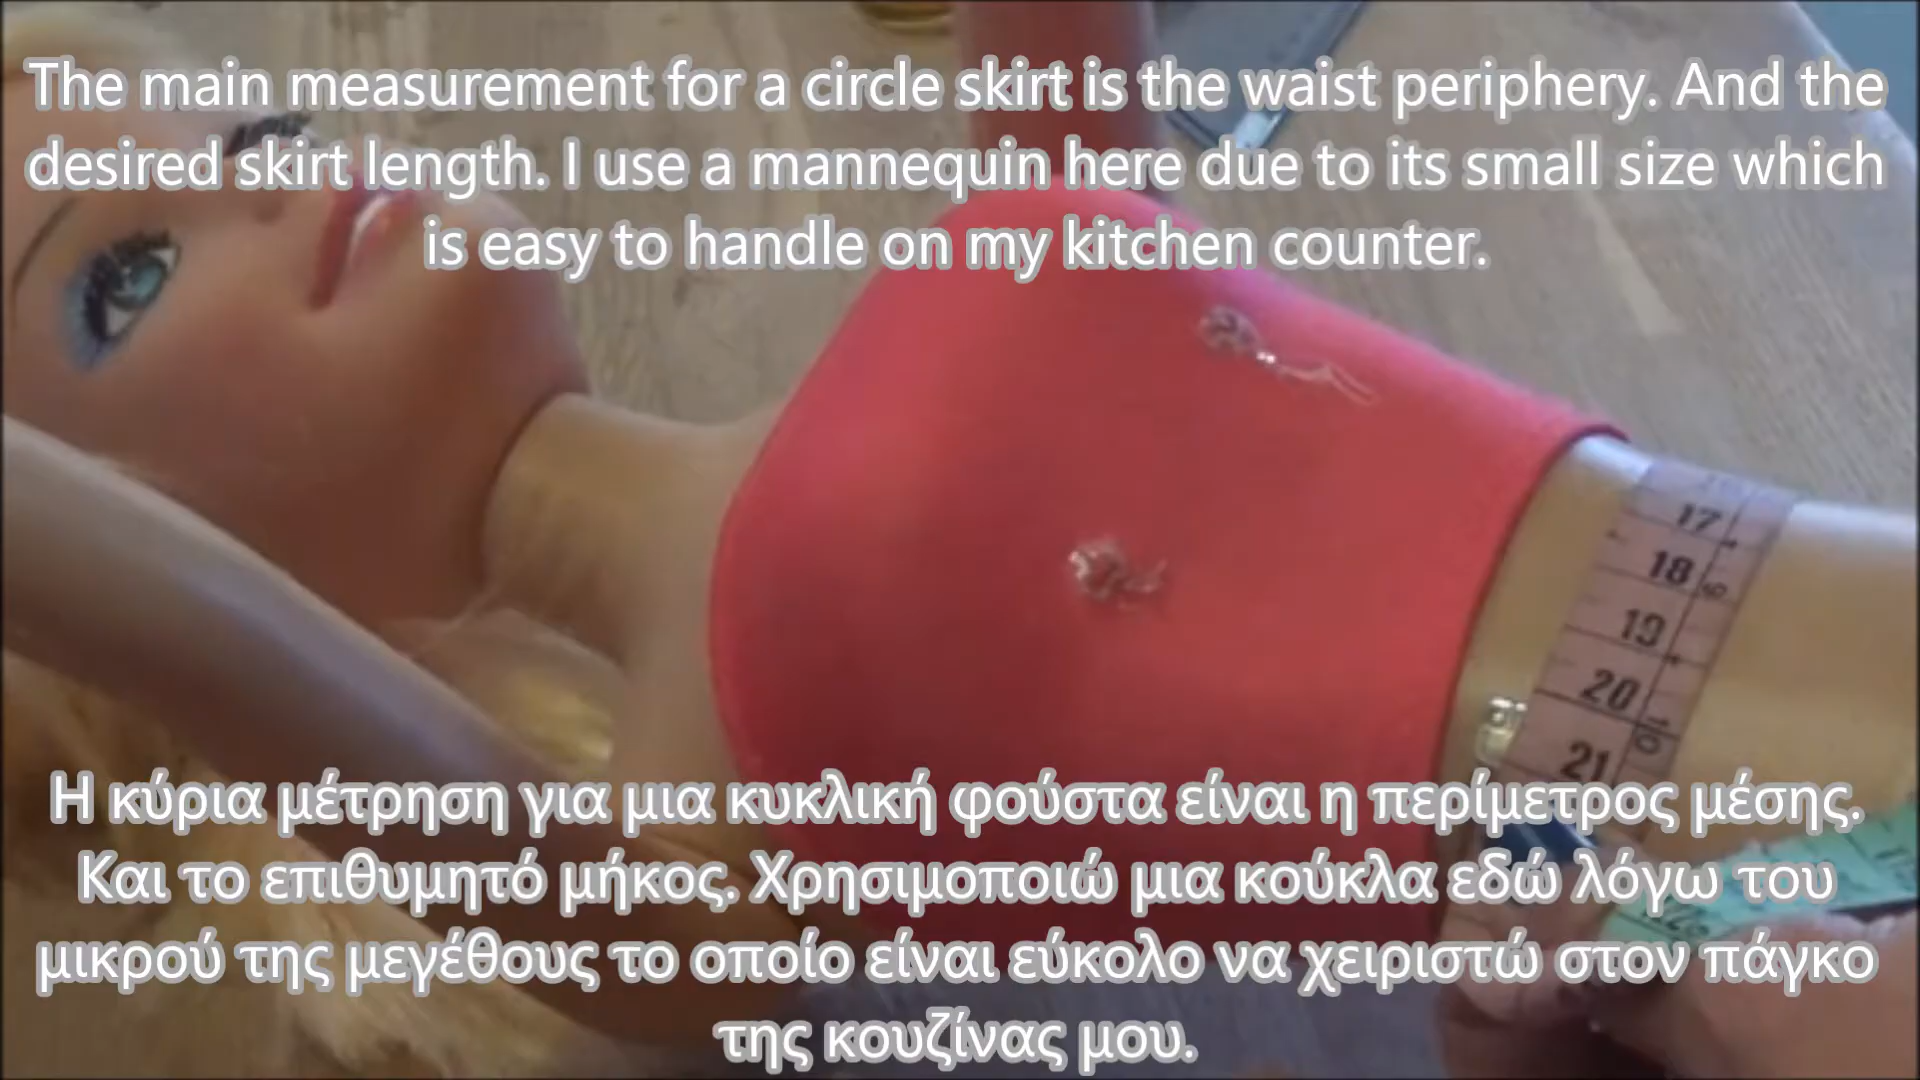 The main measurement for a circle skirt is the waist periphery. And the
desired skirt length. I use a mannequin here due to its small size which
is easy to handle on my kitchen counter.
17
18
19
20
21
Η κύρια μέτρηση για μια κυκλική φούστα είναι η περίμετρος μέσης.
Και το επιθυμητό μήκος. Χρησιμοποιώ μια κούκλα εδώ λόγω του
μικρού της μεγέθους το οποίο είναι εύκολο να χειριστώ στον πάγκο
της κουζίνας μου.